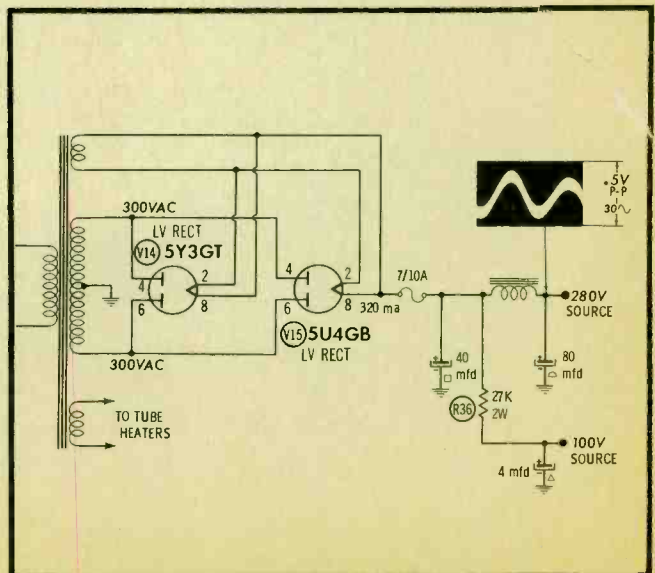 300VAC
LV RECT
V14 5Y3GT
4
2
6
8
300VAC
4
2
6
8
320 ma
V15 5U4GB
LV RECT
7/10A
.5V
P-P
30∿
280V
SOURCE
40
mfd
80
mfd
R36
27K
2W
100V
SOURCE
4 mfd
TO TUBE
HEATERS